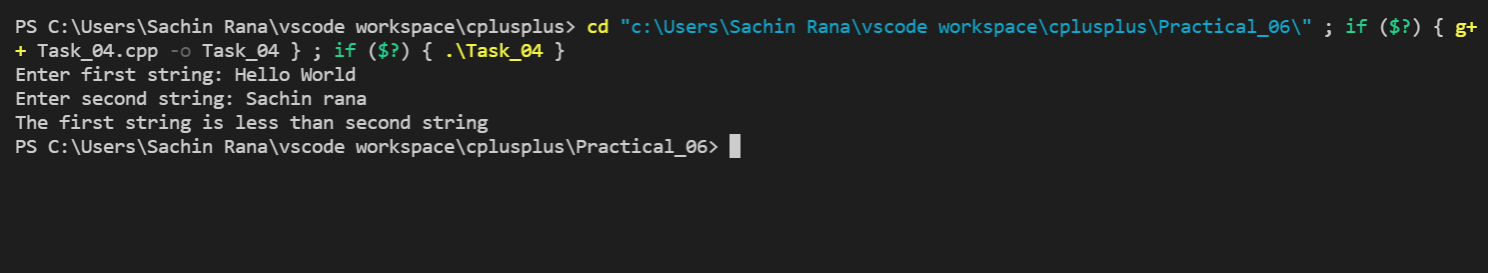 PS C:\Users\Sachin Rana\vscode workspace\cplusplus> cd "c:\Users\Sachin Rana\vscode workspace\cplusplus\Practical_06\" ; if ($?) { g+
+ Task_04.cpp -o Task_04 } ; if ($?) { .\Task_04 }
Enter first string: Hello World
Enter second string: Sachin rana
The first string is less than second string
PS C:\Users\Sachin Rana\vscode workspace\cplusplus\Practical_06>